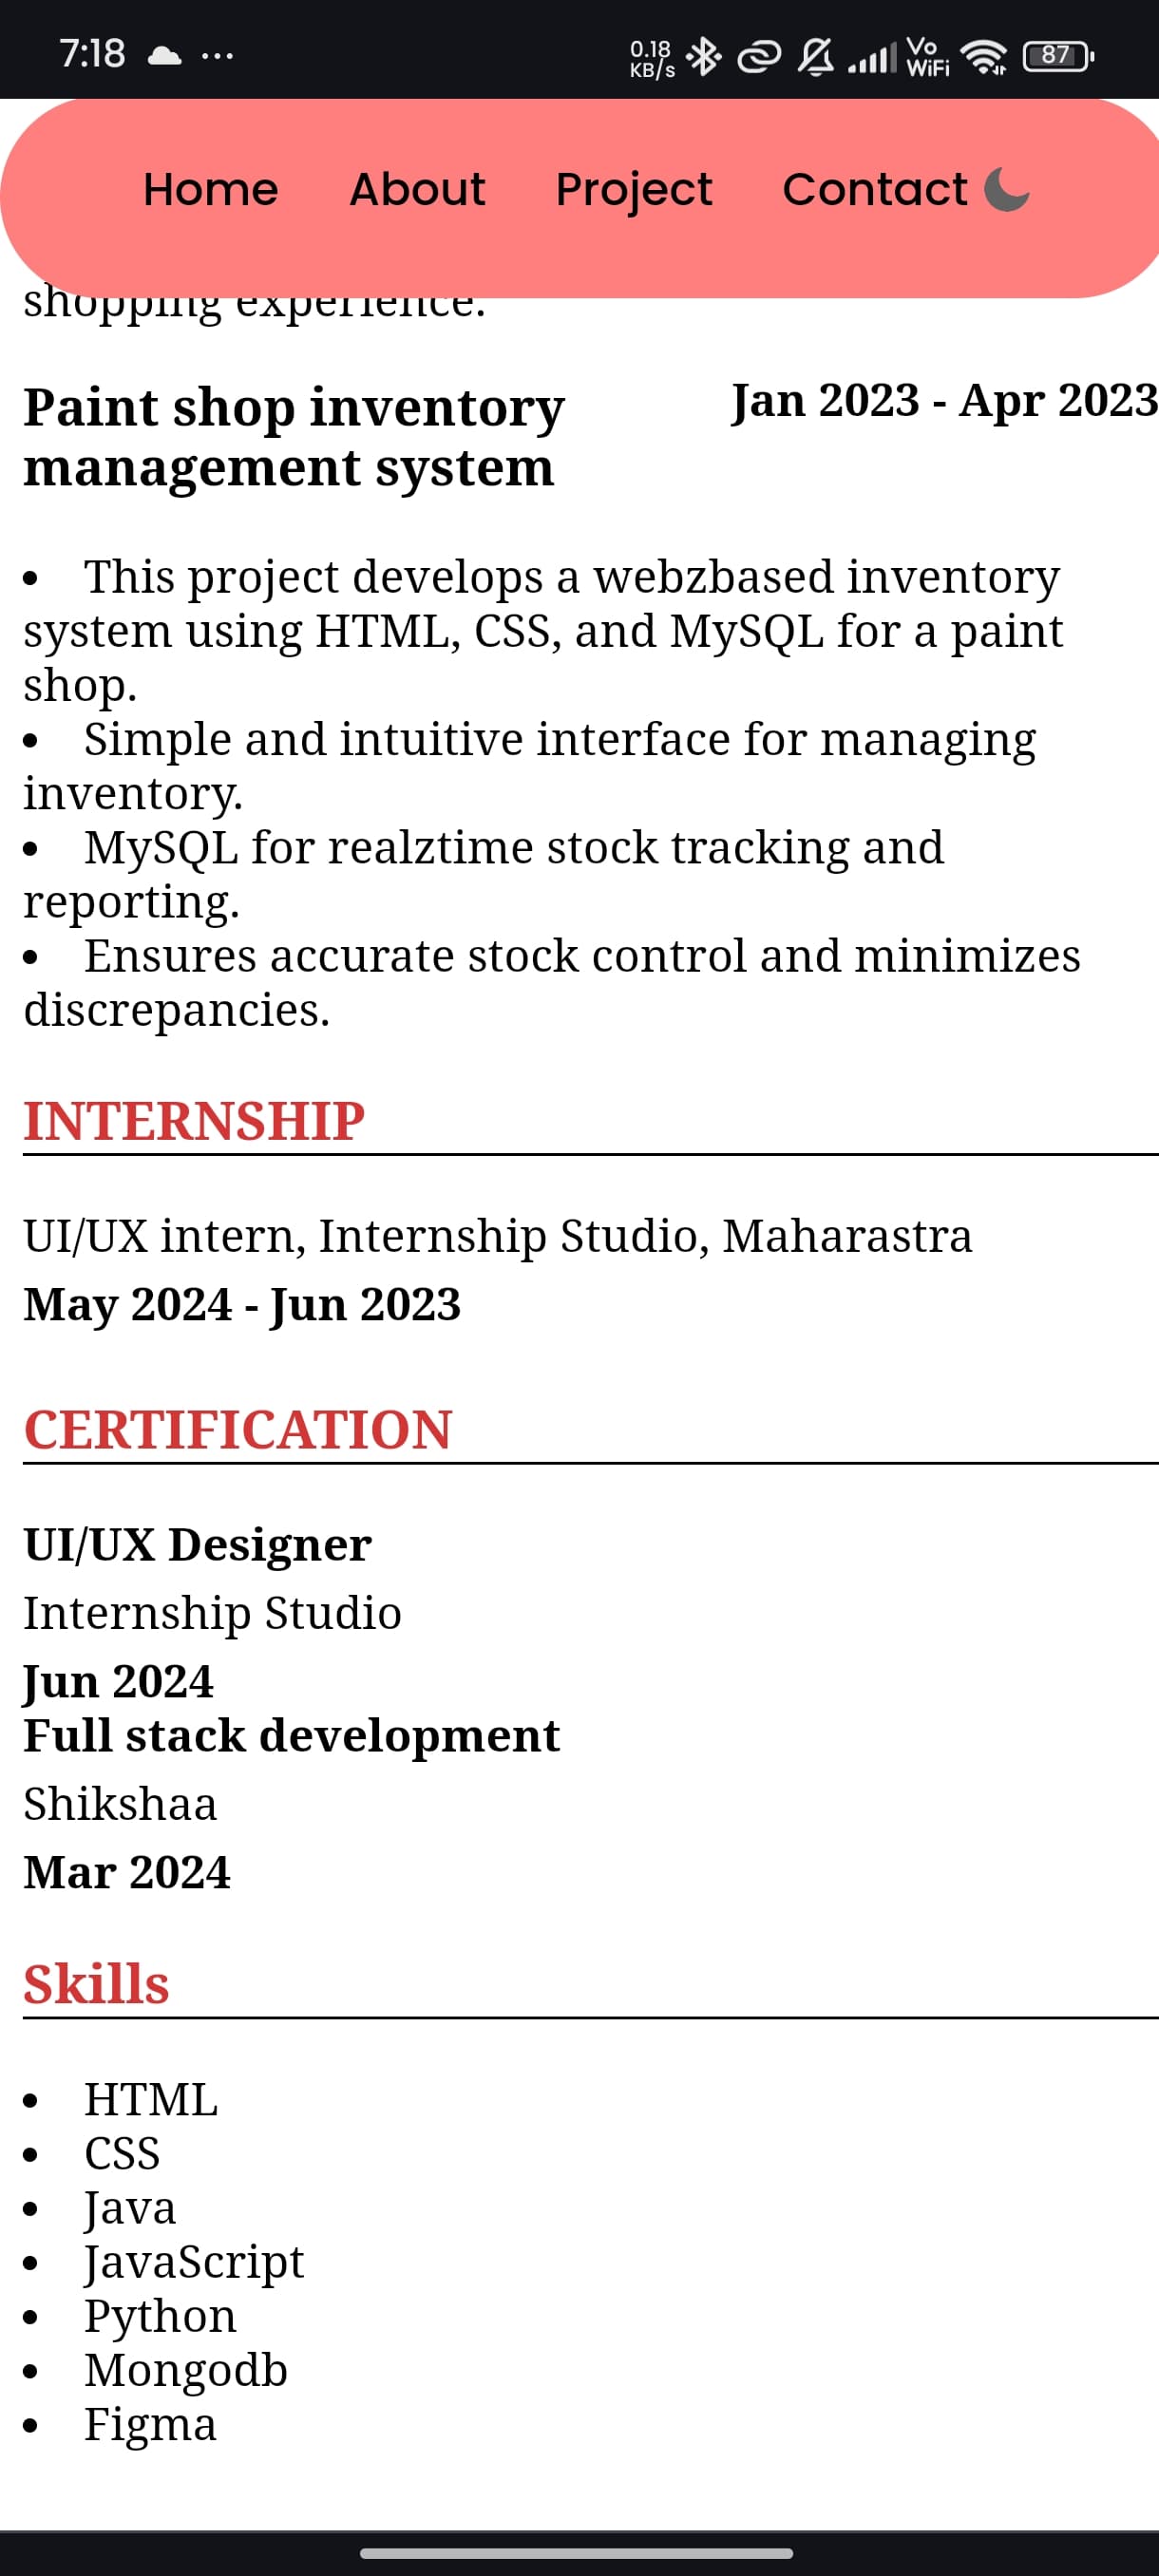 7:18
0.18 KB/s Vo WiFi 87
Home About Project Contact
shopping experience.
Paint shop inventory Jan 2023 - Apr 2023
management system
• This project develops a webzbased inventory
system using HTML, CSS, and MySQL for a paint
shop.
• Simple and intuitive interface for managing
inventory.
• MySQL for realztime stock tracking and
reporting.
• Ensures accurate stock control and minimizes
discrepancies.
INTERNSHIP
UI/UX intern, Internship Studio, Maharastra
May 2024 - Jun 2023
CERTIFICATION
UI/UX Designer
Internship Studio
Jun 2024
Full stack development
Shikshaa
Mar 2024
Skills
• HTML
• CSS
• Java
• JavaScript
• Python
• Mongodb
• Figma